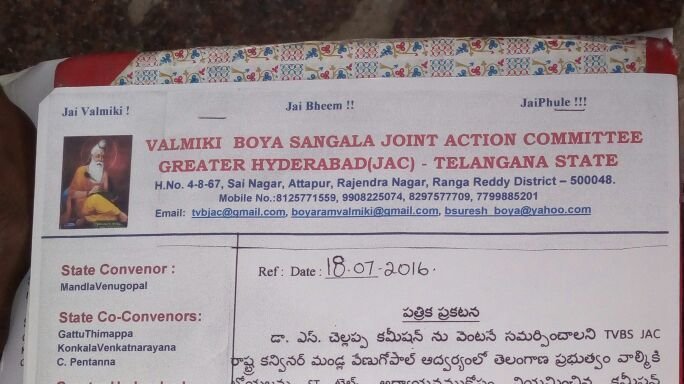 Jai Valmiki ! Jai Bheem !! JaiPhule !!!
VALMIKI BOYA SANGALA JOINT ACTION COMMITTEE
GREATER HYDERABAD(JAC) - TELANGANA STATE
H.No. 4-8-67, Sai Nagar, Attapur, Rajendra Nagar, Ranga Reddy District – 500048.
Mobile No.:8125771559, 9908225074, 8297577709, 7799885201
Email: tvbjac@gmail.com, boyaramvalmiki@gmail.com, bsuresh_boya@yahoo.com
State Convenor :
MandlaVenugopal
State Co-Convenors:
GattuThimappa
KonkalaVenkatnarayana
C. Pentanna
Ref: Date: 18.07-2016.
పత్రిక ప్రకటన
డా. ఎస్. చెల్లప్ప కమీషన్ ను వెంటనే సమర్పిందాలని TVBS JAC
రాష్ట్ర కన్వినర్ మండ్ల వేణుగోపాల్ ఆద్వర్యంలో తెలంగాణ ప్రభుత్వం వాల్మికి